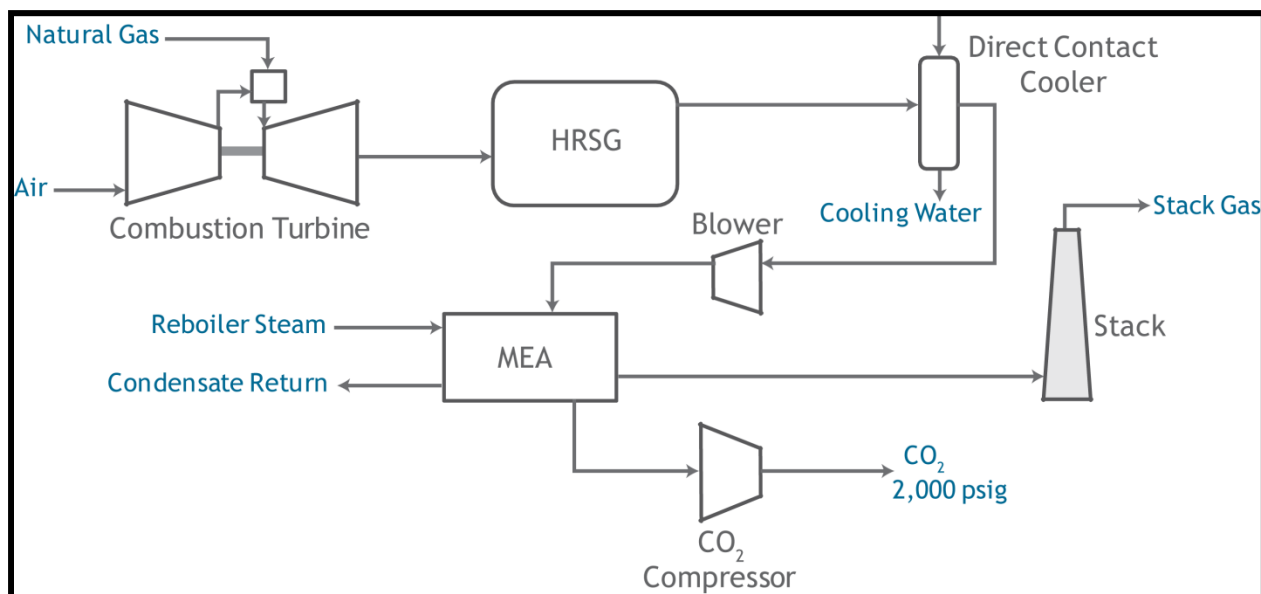 Natural Gas
Direct Contact
Cooler
HRSG
Air
Combustion Turbine
Cooling Water
Stack Gas
Blower
Reboiler Steam
MEA
Stack
Condensate Return
CO₂
2,000 psig
CO₂
Compressor